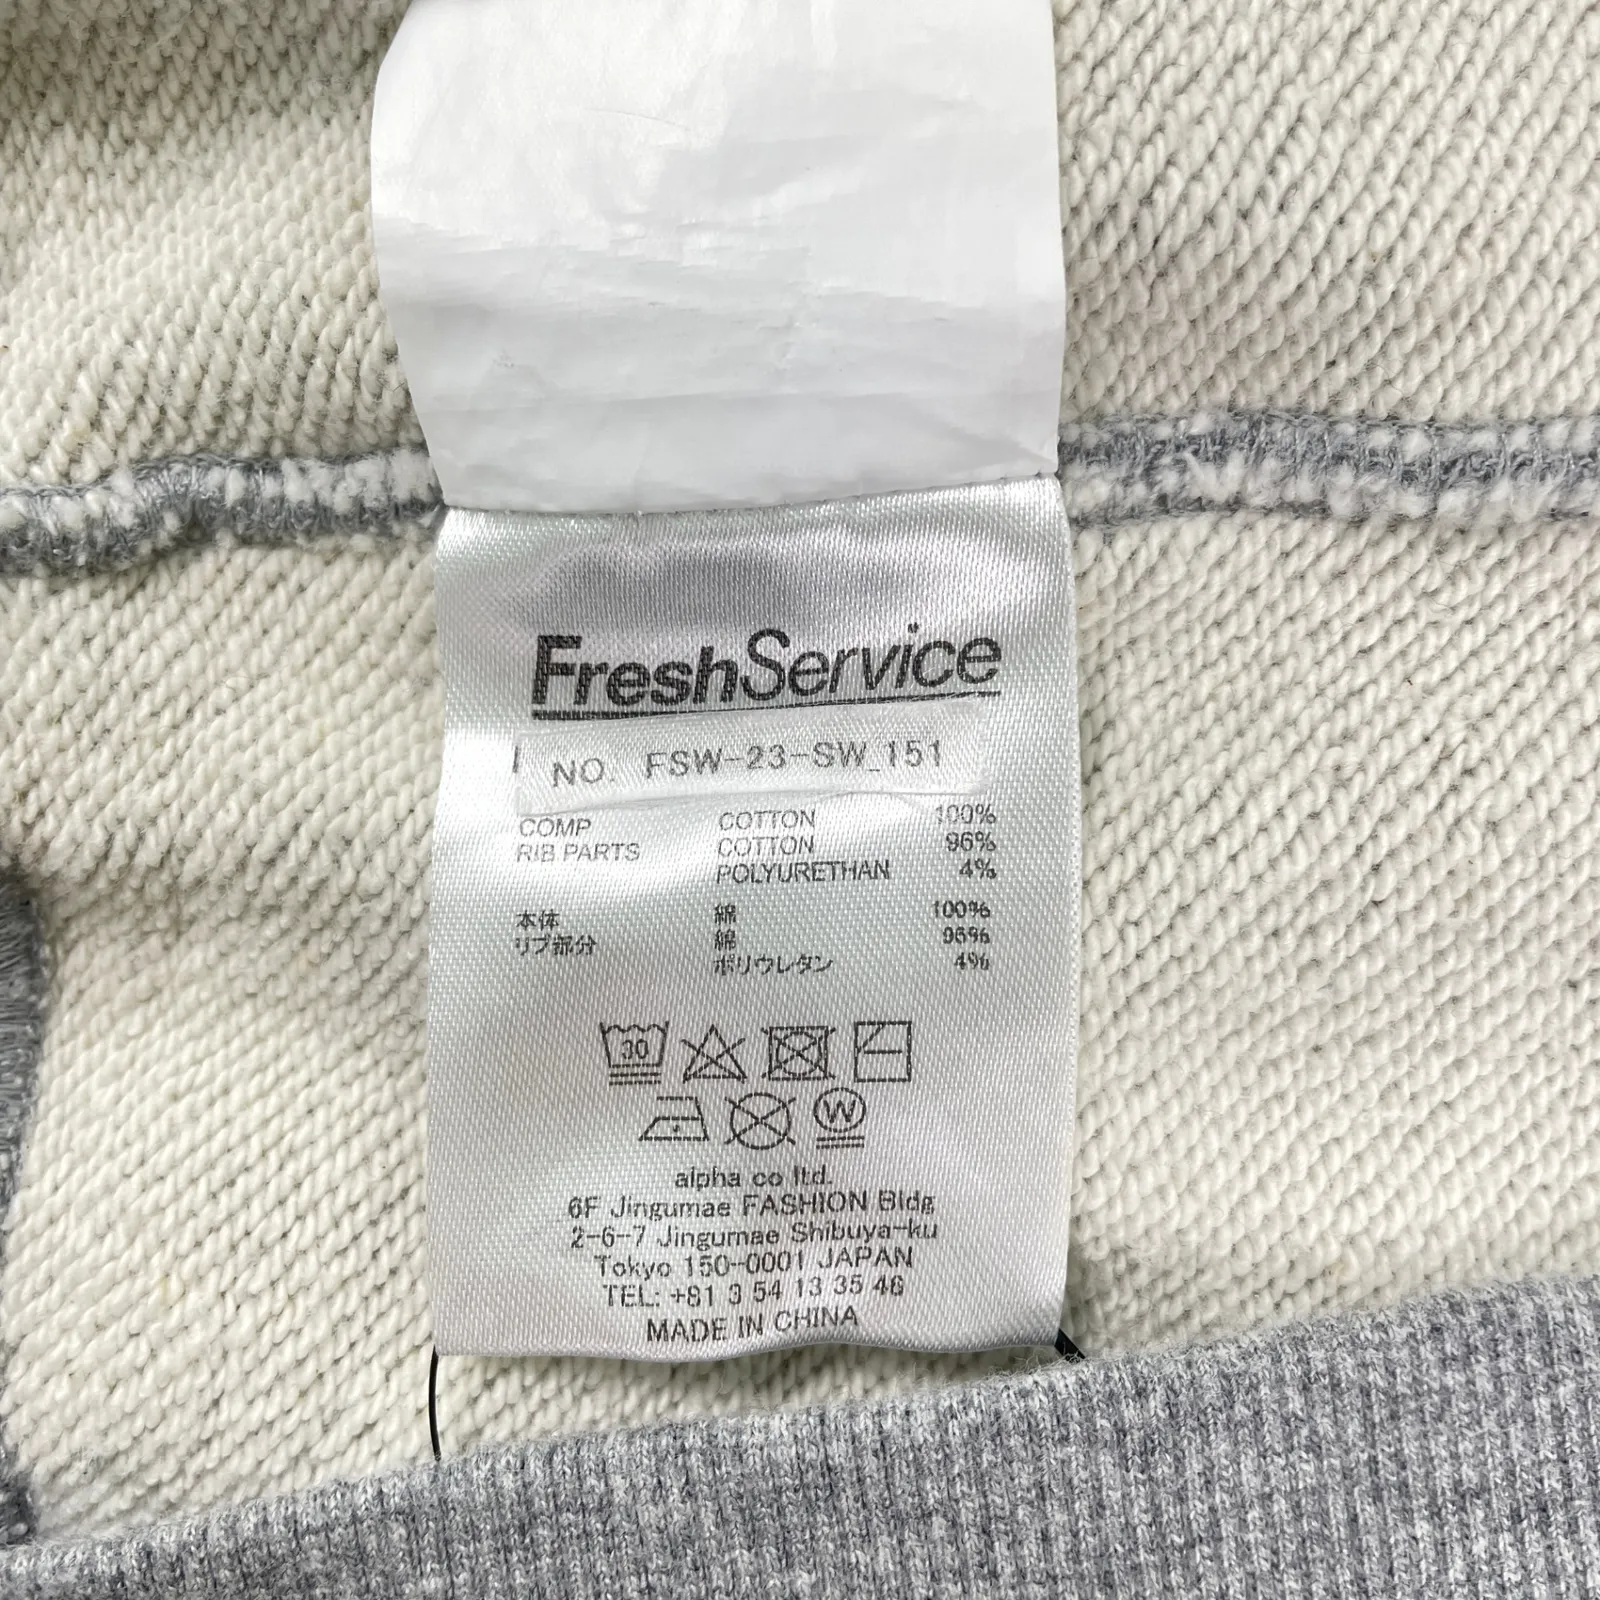 FreshService
NO. FSW-23-SW_151
COMP COTTON 100%
RIB PARTS COTTON 96%
POLYURETHAN 4%
本体 綿 100%
リブ部分 綿 96%
ポリウレタン 4%
30
W
alpha co ltd.
6F Jingumae FASHION Bldg
2-6-7 Jingumae Shibuya-ku
Tokyo 150-0001 JAPAN
TEL: +81 3 54 13 35 46
MADE IN CHINA